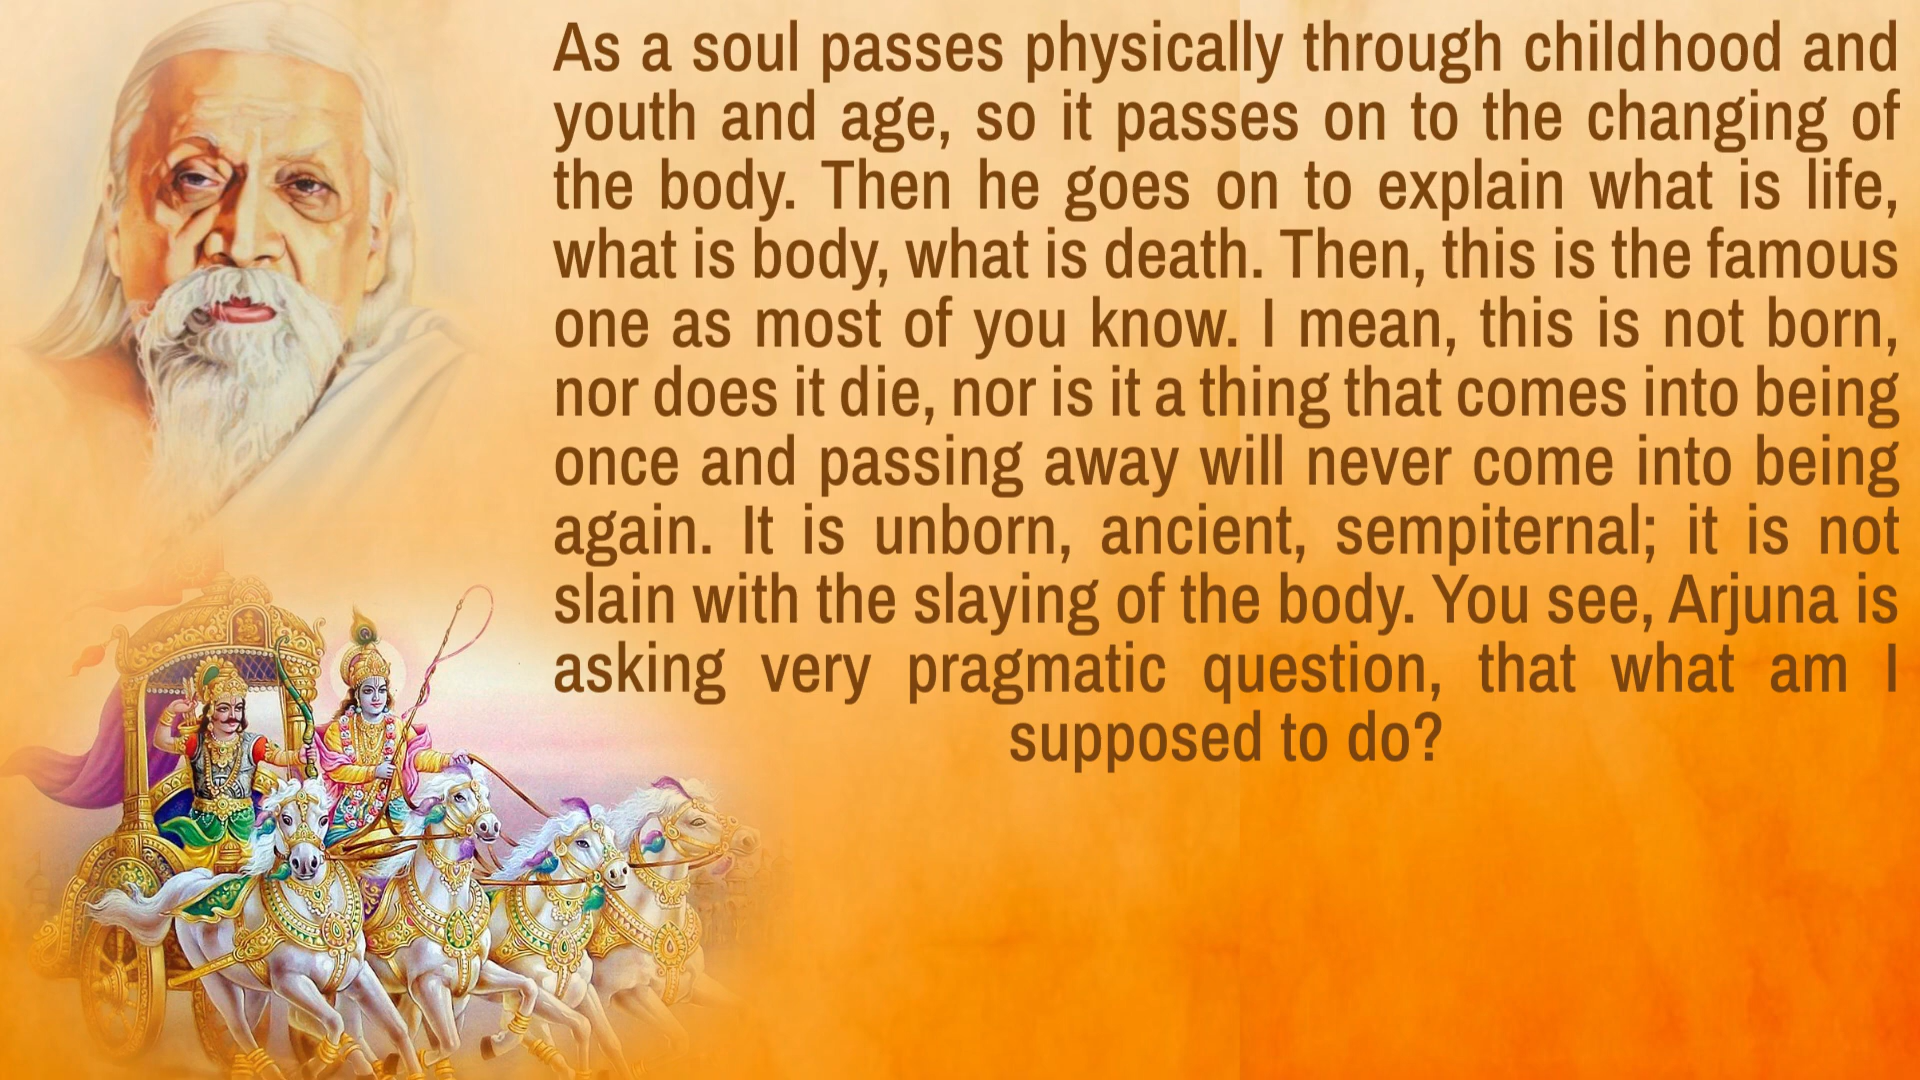 As a soul passes physically through childhood and
youth and age, so it passes on to the changing of
the body. Then he goes on to explain what is life,
what is body, what is death. Then, this is the famous
one as most of you know. I mean, this is not born,
nor does it die, nor is it a thing that comes into being
once and passing away will never come into being
again. It is unborn, ancient, sempiternal; it is not
slain with the slaying of the body. You see, Arjuna is
asking very pragmatic question, that what am I
supposed to do?